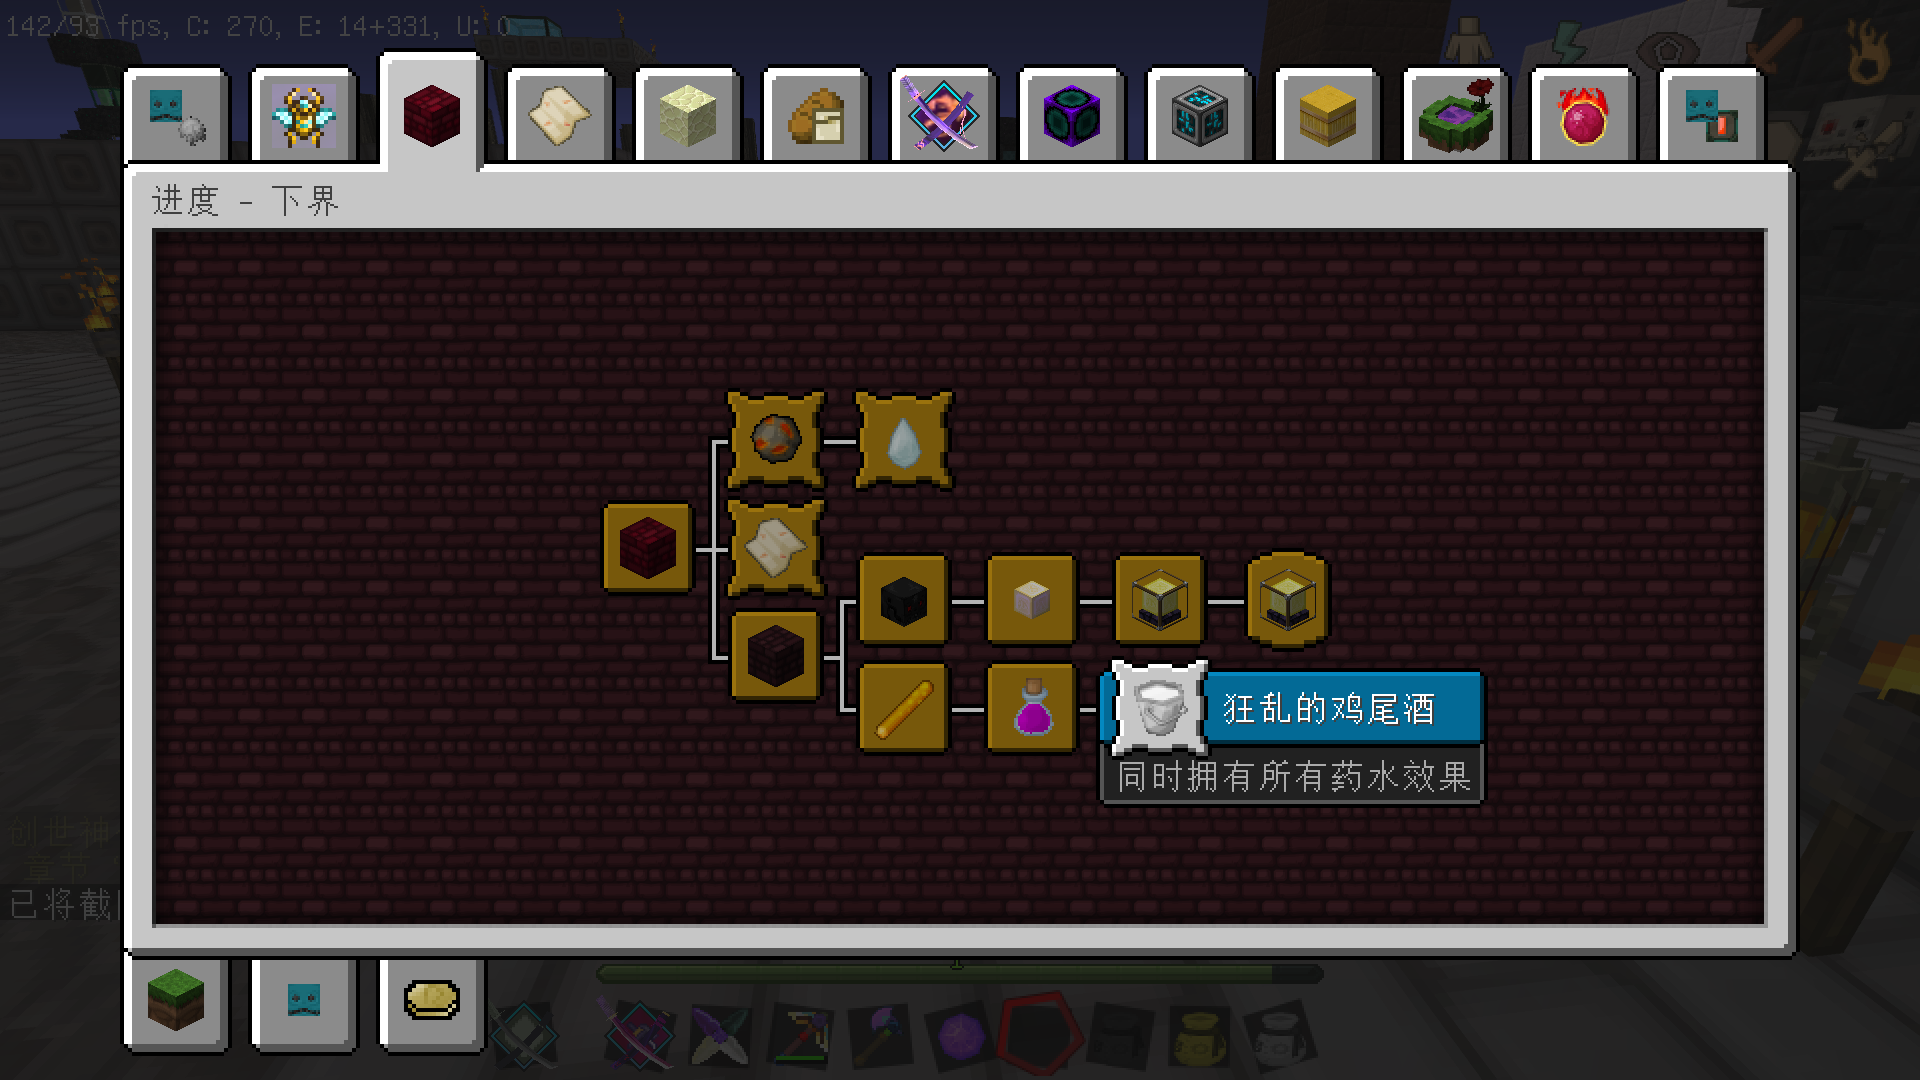 142/93 fps, C: 270, E: 14+331, U: 0
进度 - 下界
狂乱的鸡尾酒
同时拥有所有药水效果
创世神
章节
已将截